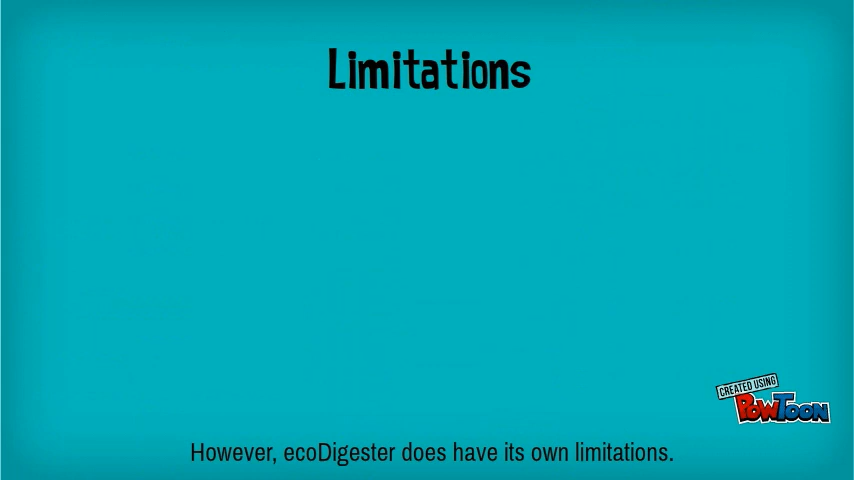 Limitations
CREATED USING
POWTOON
However, ecoDigester does have its own limitations.